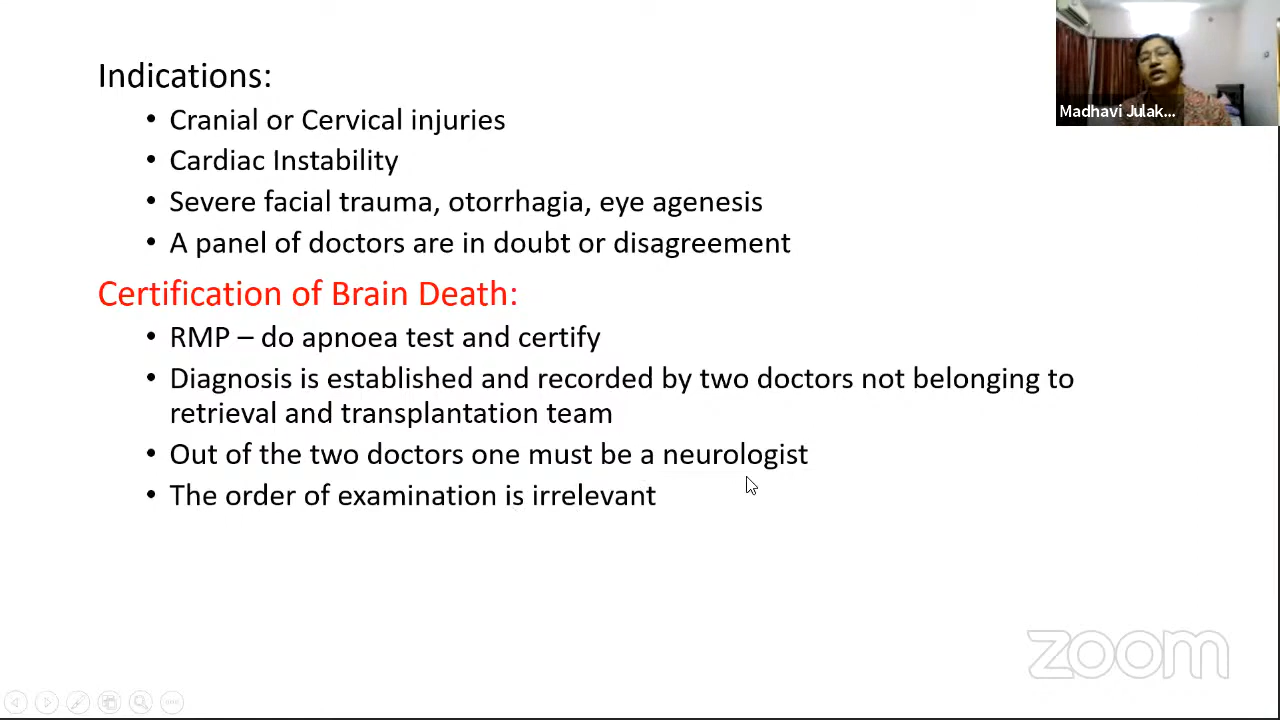 Indications:
• Cranial or Cervical injuries
• Cardiac Instability
• Severe facial trauma, otorrhagia, eye agenesis
• A panel of doctors are in doubt or disagreement
Certification of Brain Death:
• RMP – do apnoea test and certify
• Diagnosis is established and recorded by two doctors not belonging to
retrieval and transplantation team
• Out of the two doctors one must be a neurologist
• The order of examination is irrelevant
Madhavi Julak...
zoom